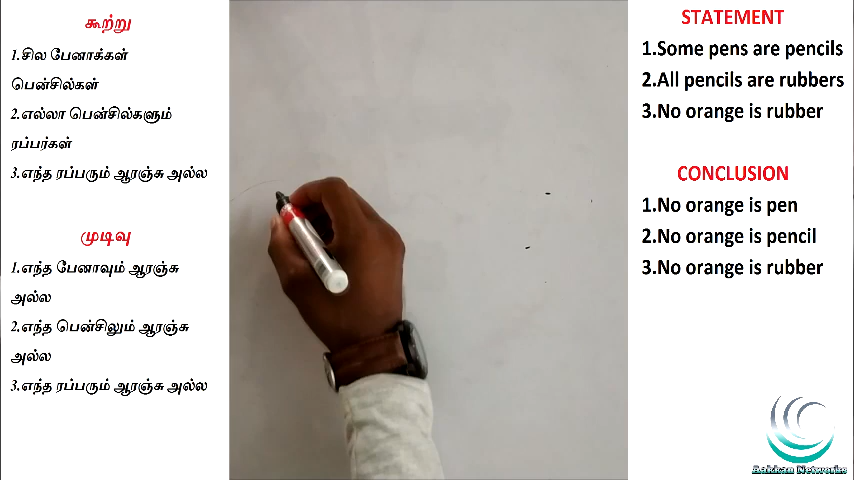 கூற்று
1.சில பேனாக்கள்
பென்சில்கள்
2.எல்லா பென்சில்களும்
ரப்பர்கள்
3.எந்த ரப்பரும் ஆரஞ்சு அல்ல
முடிவு
1.எந்த பேனாவும் ஆரஞ்சு
அல்ல
2.எந்த பென்சிலும் ஆரஞ்சு
அல்ல
3.எந்த ரப்பரும் ஆரஞ்சு அல்ல
STATEMENT
1.Some pens are pencils
2.All pencils are rubbers
3.No orange is rubber
CONCLUSION
1.No orange is pen
2.No orange is pencil
3.No orange is rubber
Aakkan Networks